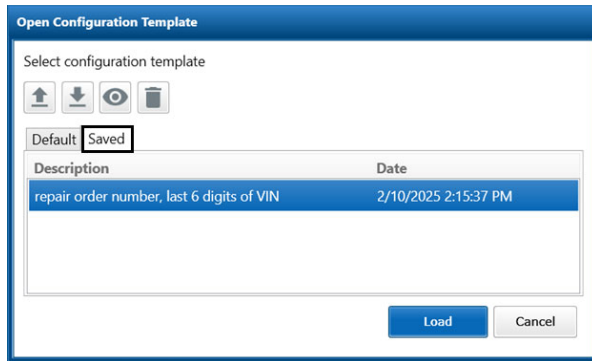 Open Configuration Template
Select configuration template
Default Saved
Description Date
repair order number, last 6 digits of VIN 2/10/2025 2:15:37 PM
Load Cancel